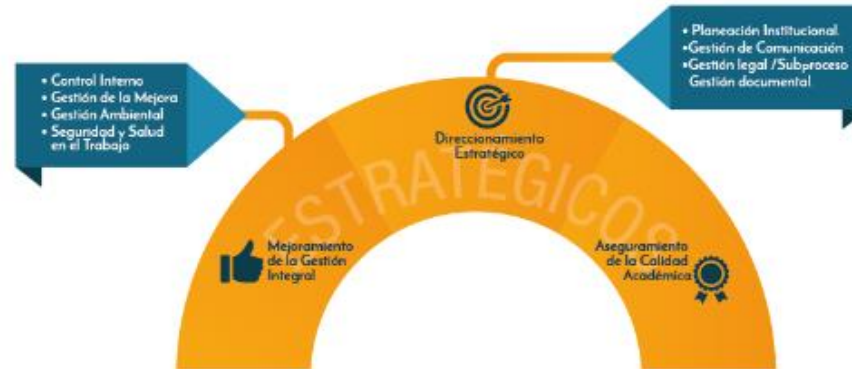 • Planeación Institucional
•Gestión de Comunicación
•Gestión legal /Subproceso
Gestión documental
• Control Interno
• Gestión de la Mejora
• Gestión Ambiental
• Seguridad y Salud
en el Trabajo
Direccionamiento
Estratégico
ESTRATÉGICOS
Mejoramiento
de la Gestión
Integral
Aseguramiento
de la Calidad
Académica